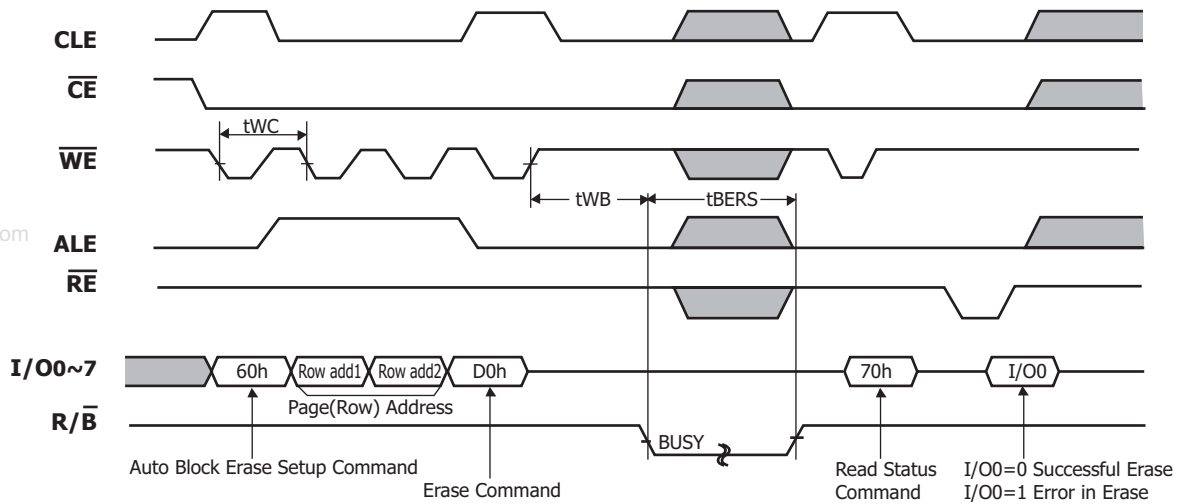 CLE
CE
tWC
WE
tWB
tBERS
om
ALE
RE
I/O0~7
60h
Row add1
Row add2
D0h
70h
I/O0
Page(Row) Address
R/B
BUSY
Auto Block Erase Setup Command
Erase Command
Read Status
Command
I/O0=0 Successful Erase
I/O0=1 Error in Erase